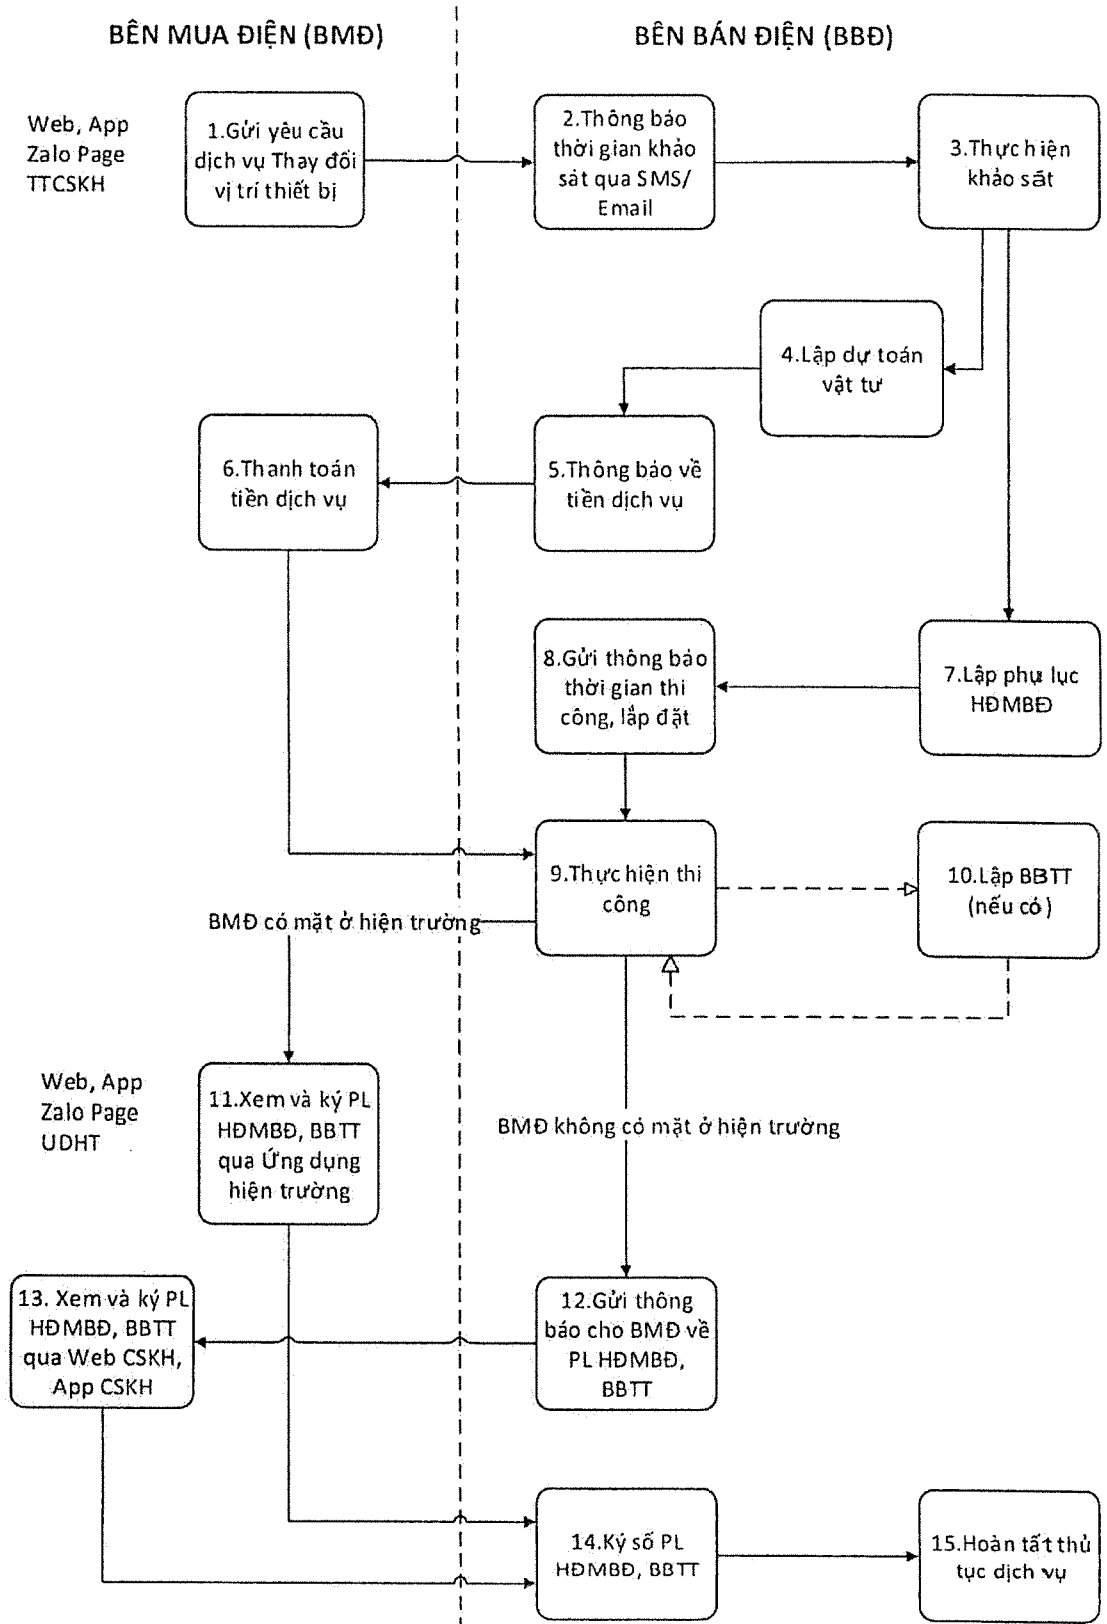 BÊN MUA ĐIỆN (BMĐ)
BÊN BÁN ĐIỆN (BBĐ)
Web, App
Zalo Page
TTCSKH
1.Gửi yêu cầu
dịch vụ Thay đổi
vị trí thiết bị
2.Thông báo
thời gian khảo
sát qua SMS/
Email
3.Thực hiện
khảo sát
4.Lập dự toán
vật tư
6.Thanh toán
tiền dịch vụ
5.Thông báo về
tiền dịch vụ
8.Gửi thông báo
thời gian thi
công, lắp đặt
7.Lập phụ lục
HĐMBĐ
9.Thực hiện thi
công
10.Lập BBTT
(nếu có)
BMĐ có mặt ở hiện trường
Web, App
Zalo Page
UDHT
11.Xem và ký PL
HĐMBĐ, BBTT
qua Ứng dụng
hiện trường
BMĐ không có mặt ở hiện trường
13. Xem và ký PL
HĐMBĐ, BBTT
qua Web CSKH,
App CSKH
12.Gửi thông
báo cho BMĐ về
PL HĐMBĐ,
BBTT
14.Ký số PL
HĐMBĐ, BBTT
15.Hoàn tất thủ
tục dịch vụ